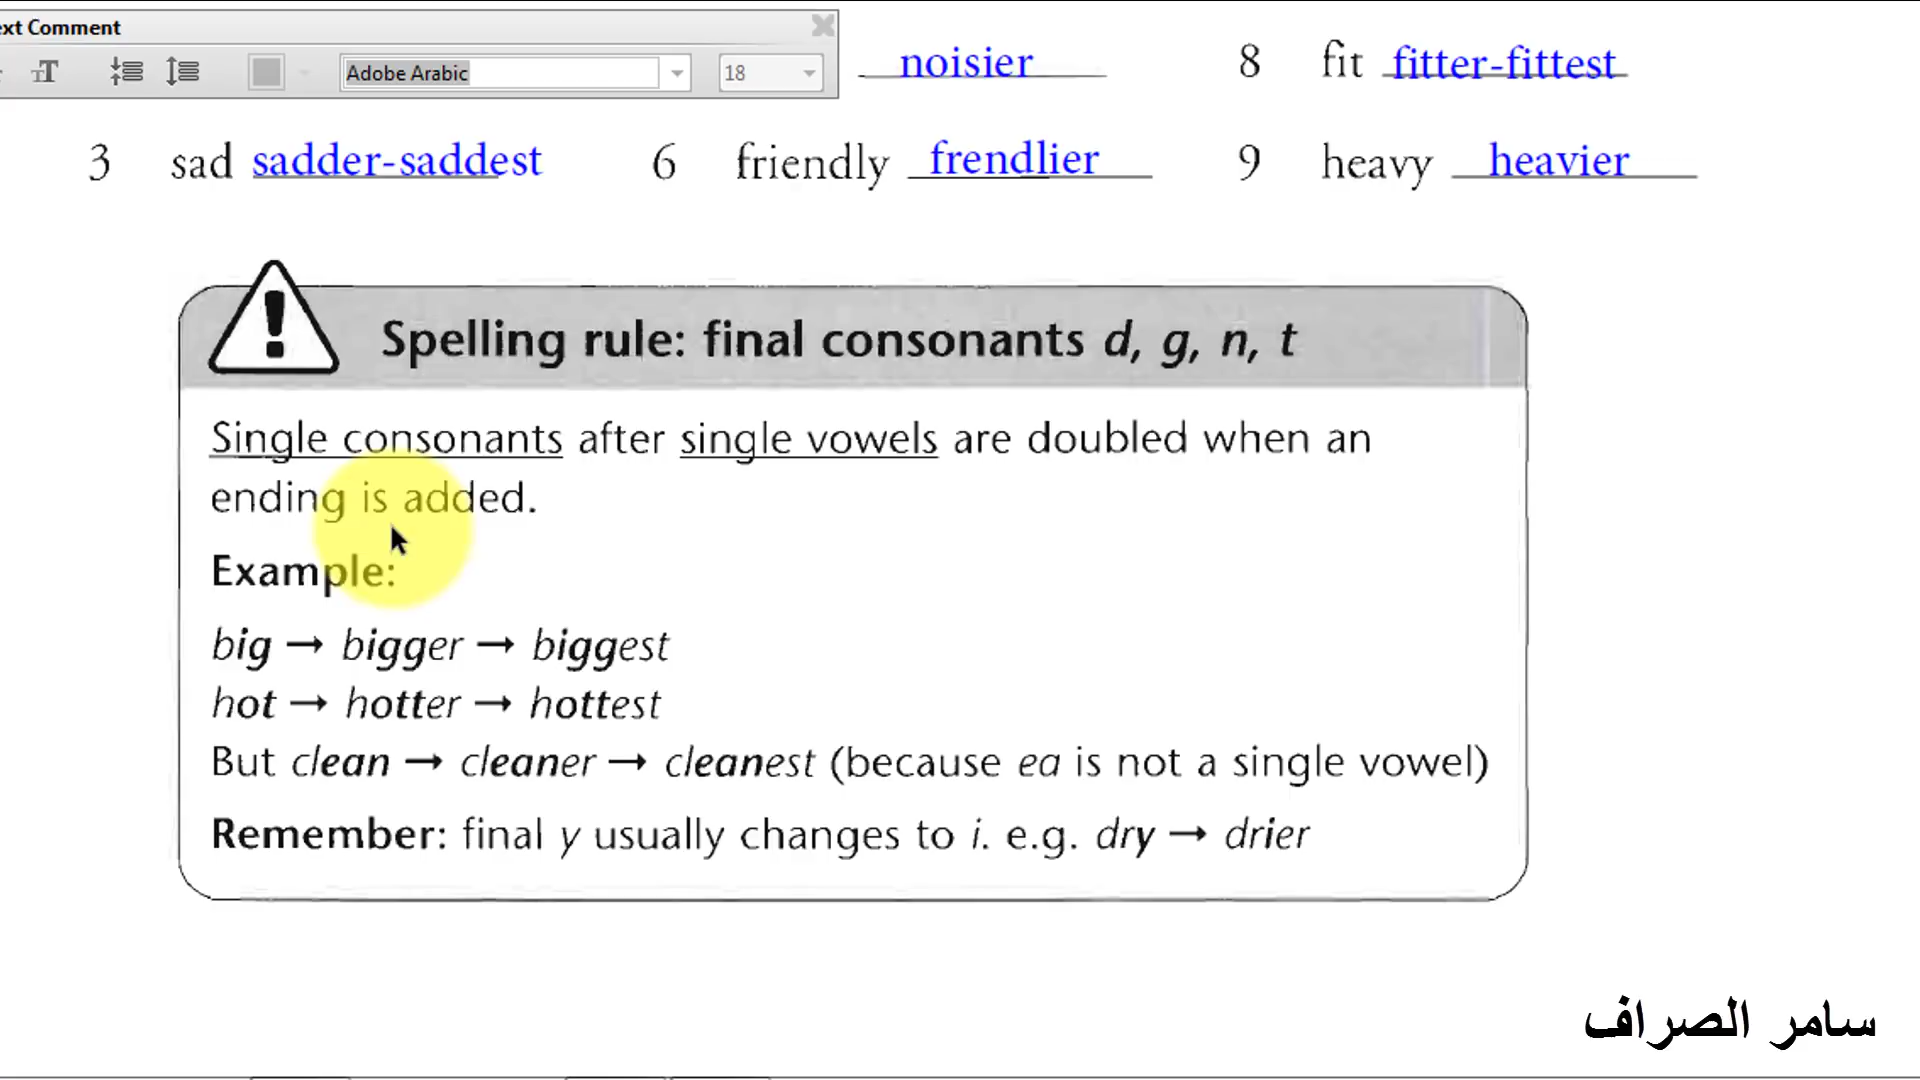 ext Comment
Adobe Arabic 18
noisier
8 fit fitter-fittest
3 sad sadder-saddest
6 friendly frendlier
9 heavy heavier
Spelling rule: final consonants d, g, n, t
Single consonants after single vowels are doubled when an
ending is added.
Example:
big → bigger → biggest
hot → hotter → hottest
But clean → cleaner → cleanest (because ea is not a single vowel)
Remember: final y usually changes to i. e.g. dry → drier
سامر الصراف